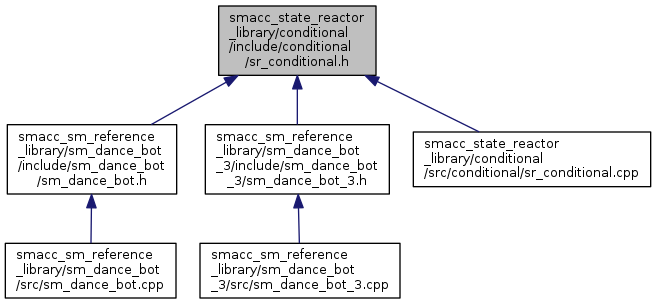 smacc_state_reactor
_library/conditional
/include/conditional
/sr_conditional.h
smacc_sm_reference
_library/sm_dance_bot
/include/sm_dance_bot
/sm_dance_bot.h
smacc_sm_reference
_library/sm_dance_bot
_3/include/sm_dance_bot
_3/sm_dance_bot_3.h
smacc_state_reactor
_library/conditional
/src/conditional/sr_conditional.cpp
smacc_sm_reference
_library/sm_dance_bot
/src/sm_dance_bot.cpp
smacc_sm_reference
_library/sm_dance_bot
_3/src/sm_dance_bot_3.cpp